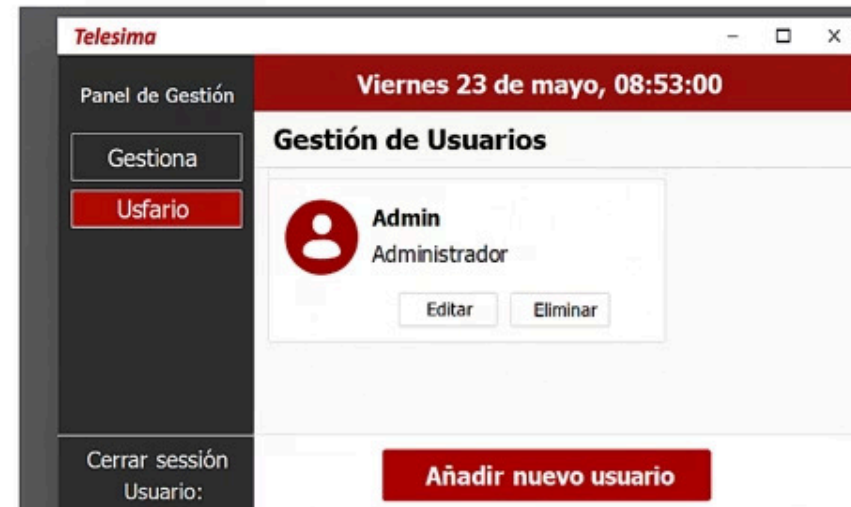 Telesima
Panel de Gestión
Viernes 23 de mayo, 08:53:00
Gestiona
Usfario
Gestión de Usuarios
Admin
Administrador
Editar
Eliminar
Cerrar sessión
Usuario:
Añadir nuevo usuario